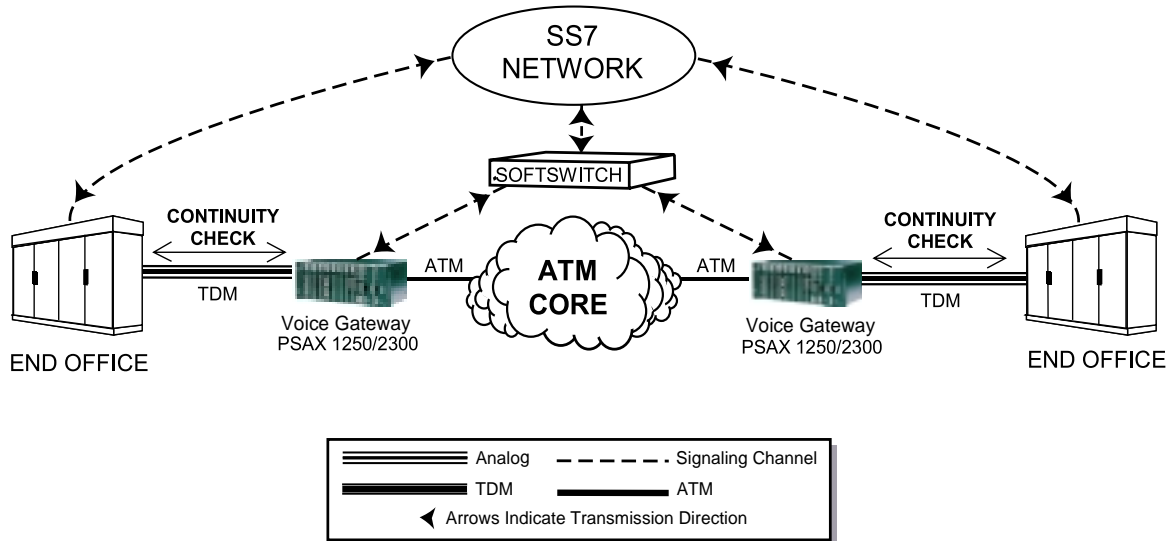 SS7
NETWORK
SOFTSWITCH
CONTINUITY
CHECK
CONTINUITY
CHECK
ATM
ATM
CORE
ATM
TDM
TDM
Voice Gateway
PSAX 1250/2300
Voice Gateway
PSAX 1250/2300
END OFFICE
END OFFICE
Analog
Signaling Channel
TDM
ATM
Arrows Indicate Transmission Direction